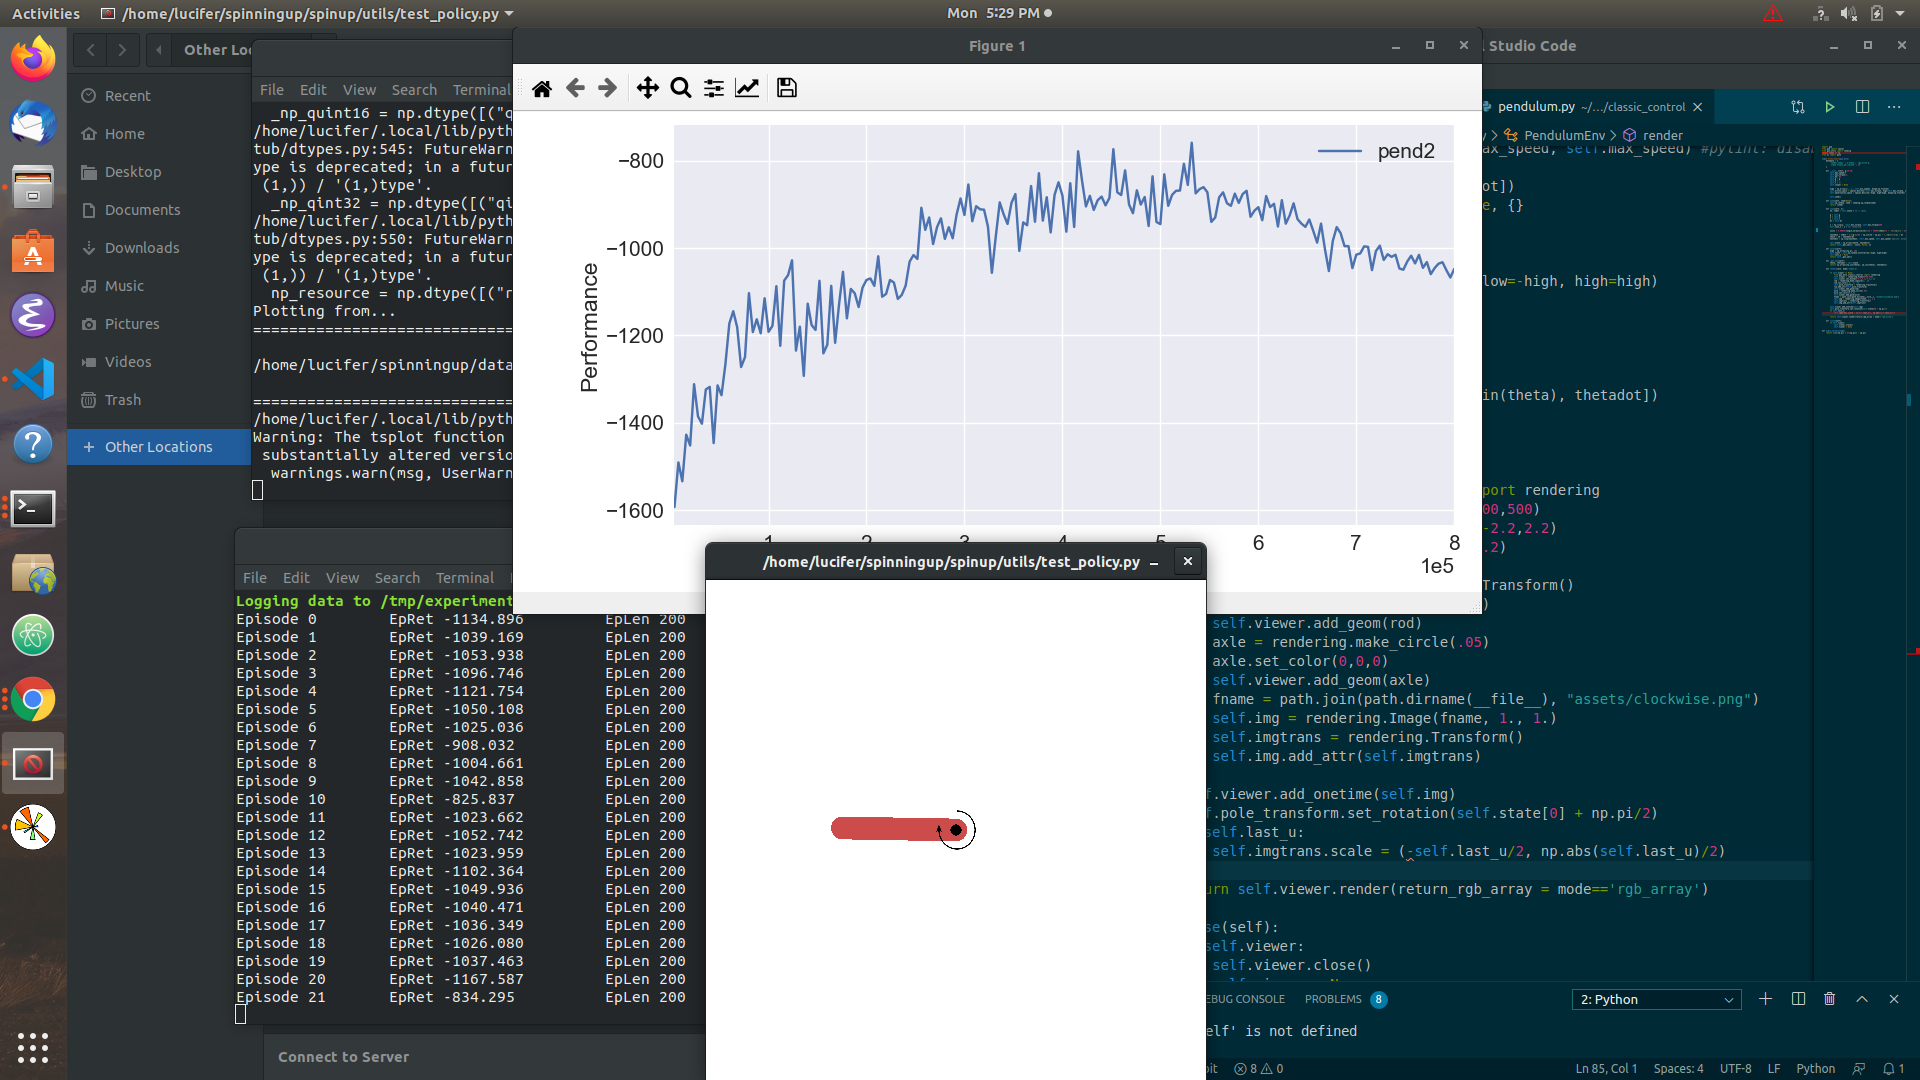 Activities
/home/lucifer/spinningup/spinup/utils/test_policy.py
Mon 5:29 PM
Other Lo
Recent
Home
Desktop
Documents
Downloads
Music
Pictures
Videos
Trash
Other Locations
Connect to Server
File Edit View Search Terminal
_np_quint16 = np.dtype([("q
/home/lucifer/.local/lib/pyth
tub/dtypes.py:545: FutureWarn
ype is deprecated; in a futur
(1,)) / '(1,)type'.
_np_qint32 = np.dtype([("qi
/home/lucifer/.local/lib/pyth
tub/dtypes.py:550: FutureWarn
ype is deprecated; in a futur
(1,)) / '(1,)type'.
np_resource = np.dtype([("r
Plotting from...
==============================
/home/lucifer/spinningup/data
==============================
/home/lucifer/.local/lib/pyth
Warning: The tsplot function
substantially altered versio
warnings.warn(msg, UserWarn
File Edit View Search Terminal
Logging data to /tmp/experiment
Episode 0 EpRet -1134.896 EpLen 200
Episode 1 EpRet -1039.169 EpLen 200
Episode 2 EpRet -1053.938 EpLen 200
Episode 3 EpRet -1096.746 EpLen 200
Episode 4 EpRet -1121.754 EpLen 200
Episode 5 EpRet -1050.108 EpLen 200
Episode 6 EpRet -1025.036 EpLen 200
Episode 7 EpRet -908.032 EpLen 200
Episode 8 EpRet -1004.661 EpLen 200
Episode 9 EpRet -1042.858 EpLen 200
Episode 10 EpRet -825.837 EpLen 200
Episode 11 EpRet -1023.662 EpLen 200
Episode 12 EpRet -1052.742 EpLen 200
Episode 13 EpRet -1023.959 EpLen 200
Episode 14 EpRet -1102.364 EpLen 200
Episode 15 EpRet -1049.936 EpLen 200
Episode 16 EpRet -1040.471 EpLen 200
Episode 17 EpRet -1036.349 EpLen 200
Episode 18 EpRet -1026.080 EpLen 200
Episode 19 EpRet -1037.463 EpLen 200
Episode 20 EpRet -1167.587 EpLen 200
Episode 21 EpRet -834.295 EpLen 200
Figure 1
pend2
Performance
−800
−1000
−1200
−1400
−1600
1 2 3 4 5 6 7 8
1e5
/home/lucifer/spinningup/spinup/utils/test_policy.py
Studio Code
pendulum.py ~/.../classic_control
PendulumEnv > render
ax_speed, self.max_speed) #pylint: disa
ot])
e, {}
low=-high, high=high)
in(theta), thetadot])
port rendering
00,500)
-2.2,2.2)
.2)
Transform()
)
self.viewer.add_geom(rod)
axle = rendering.make_circle(.05)
axle.set_color(0,0,0)
self.viewer.add_geom(axle)
fname = path.join(path.dirname(__file__), "assets/clockwise.png")
self.img = rendering.Image(fname, 1., 1.)
self.imgtrans = rendering.Transform()
self.img.add_attr(self.imgtrans)
f.viewer.add_onetime(self.img)
f.pole_transform.set_rotation(self.state[0] + np.pi/2)
self.last_u:
self.imgtrans.scale = (-self.last_u/2, np.abs(self.last_u)/2)
urn self.viewer.render(return_rgb_array = mode=='rgb_array')
se(self):
self.viewer:
self.viewer.close()
EBUG CONSOLE PROBLEMS 8 2: Python
elf' is not defined
bit 8 0 Ln 85, Col 1 Spaces: 4 UTF-8 LF Python 1